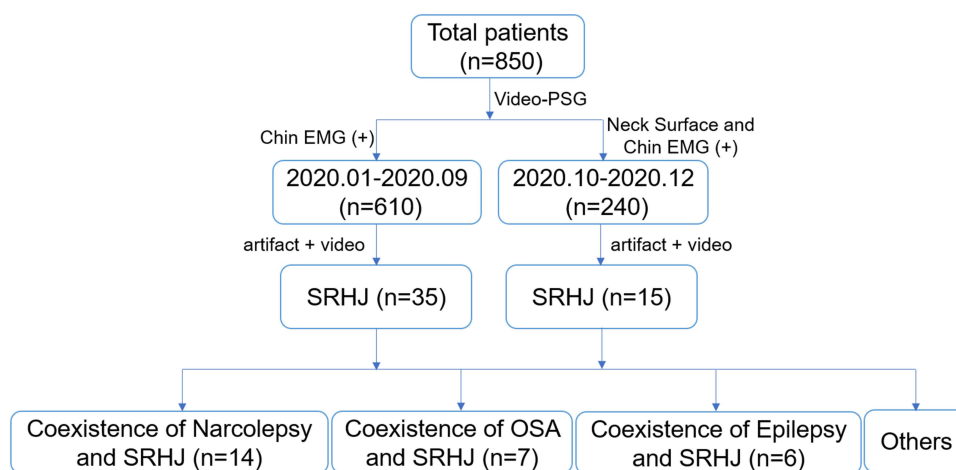 Total patients
(n=850)
Video-PSG
Chin EMG (+)
Neck Surface and
Chin EMG (+)
2020.01-2020.09
(n=610)
2020.10-2020.12
(n=240)
artifact + video
artifact + video
SRHJ (n=35)
SRHJ (n=15)
Coexistence of Narcolepsy
and SRHJ (n=14)
Coexistence of OSA
and SRHJ (n=7)
Coexistence of Epilepsy
and SRHJ (n=6)
Others